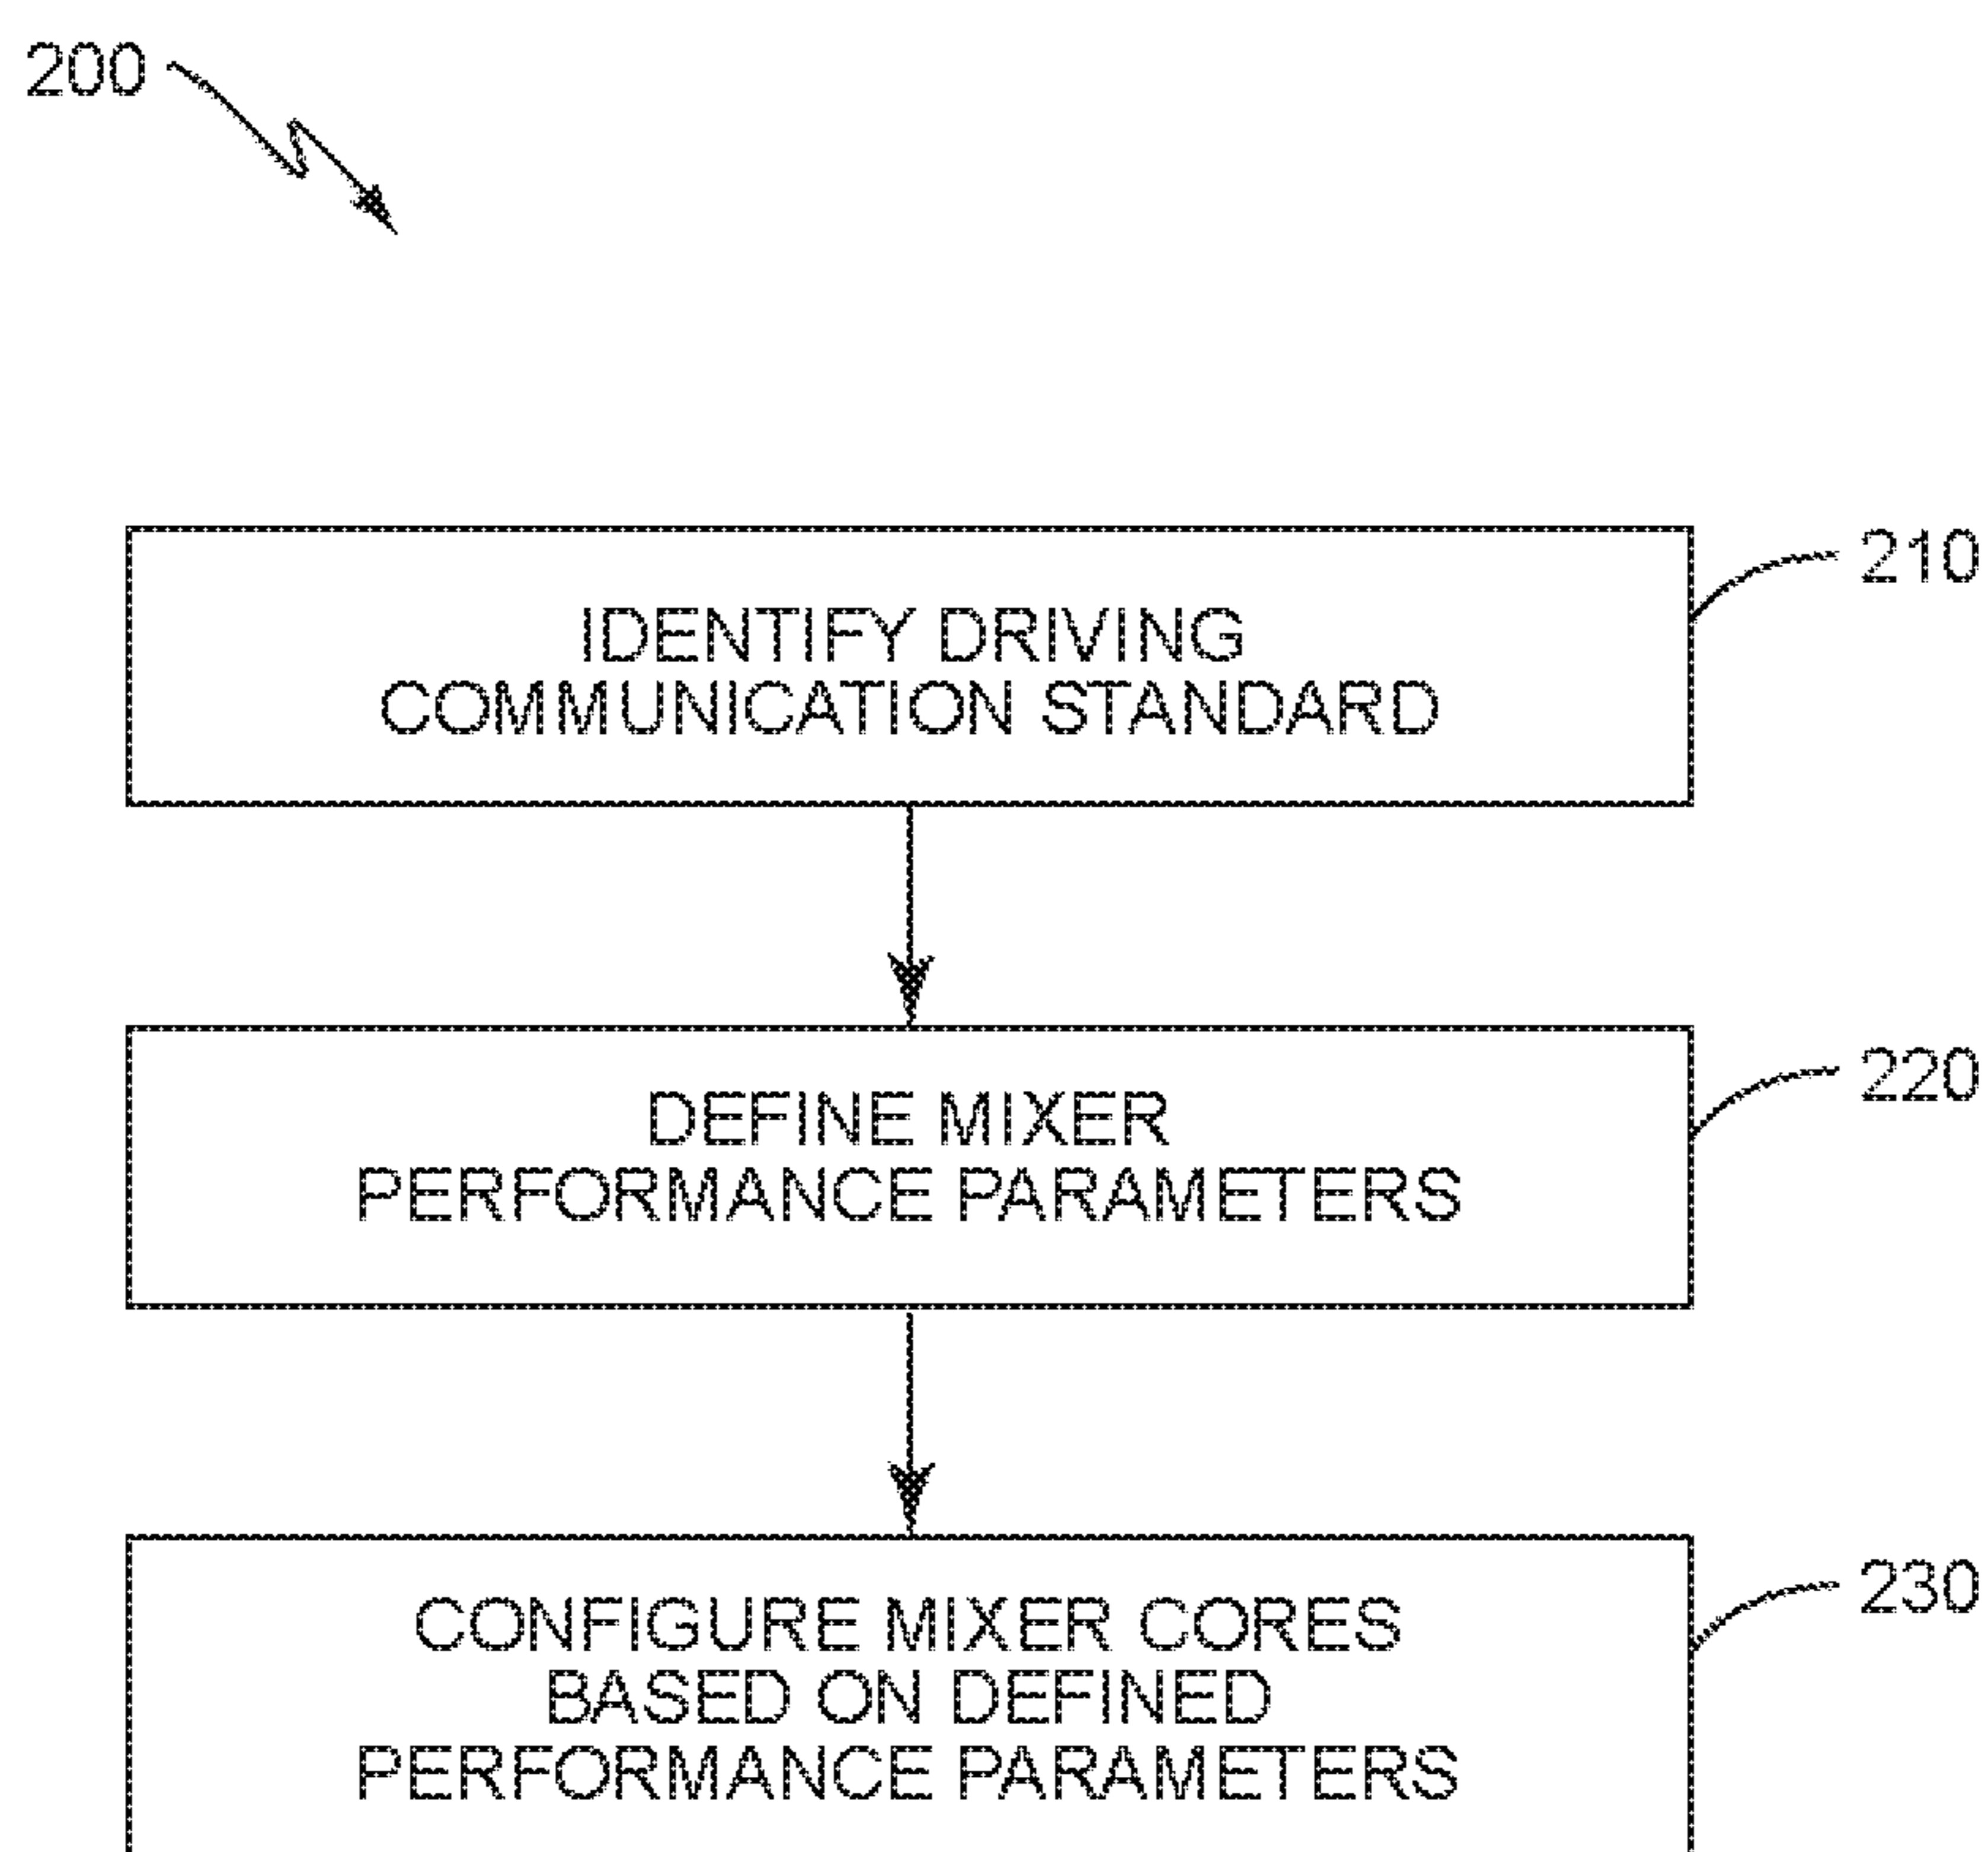 200
210
IDENTIFY DRIVING
COMMUNICATION STANDARD
220
DEFINE MIXER
PERFORMANCE PARAMETERS
230
CONFIGURE MIXER CORES
BASED ON DEFINED
PERFORMANCE PARAMETERS